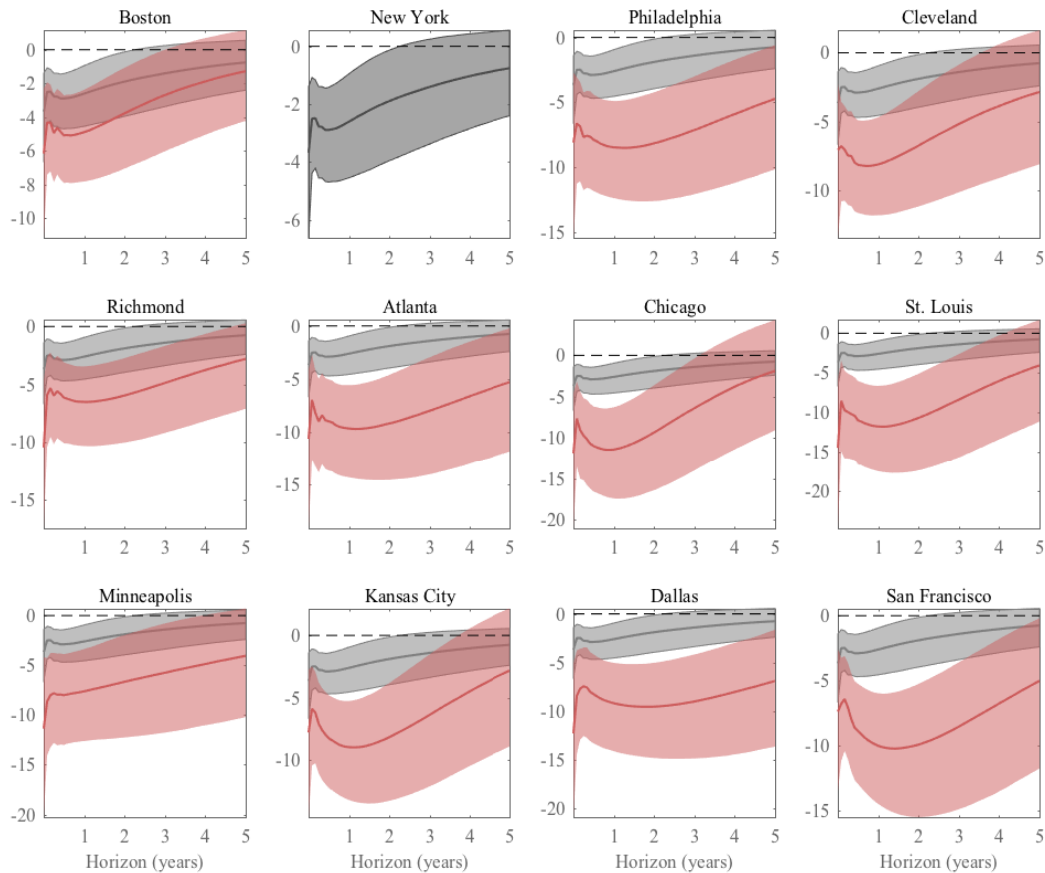 Boston New York Philadelphia Cleveland
0 0 0 0
-2 -2 -5 -5
-4 -4 -10 -10
-6 -6 -15
-8
-10
1 2 3 4 5 1 2 3 4 5 1 2 3 4 5 1 2 3 4 5
Richmond Atlanta Chicago St. Louis
0 0 0 0
-5 -5 -5 -5
-10 -10 -10 -10
-15 -15 -15 -15
-20 -20
1 2 3 4 5 1 2 3 4 5 1 2 3 4 5 1 2 3 4 5
Minneapolis Kansas City Dallas San Francisco
0 0 0 0
-5 -5 -5 -5
-10 -10 -10 -10
-15 -15 -15
-20 -20
1 2 3 4 5 1 2 3 4 5 1 2 3 4 5 1 2 3 4 5
Horizon (years) Horizon (years) Horizon (years) Horizon (years)